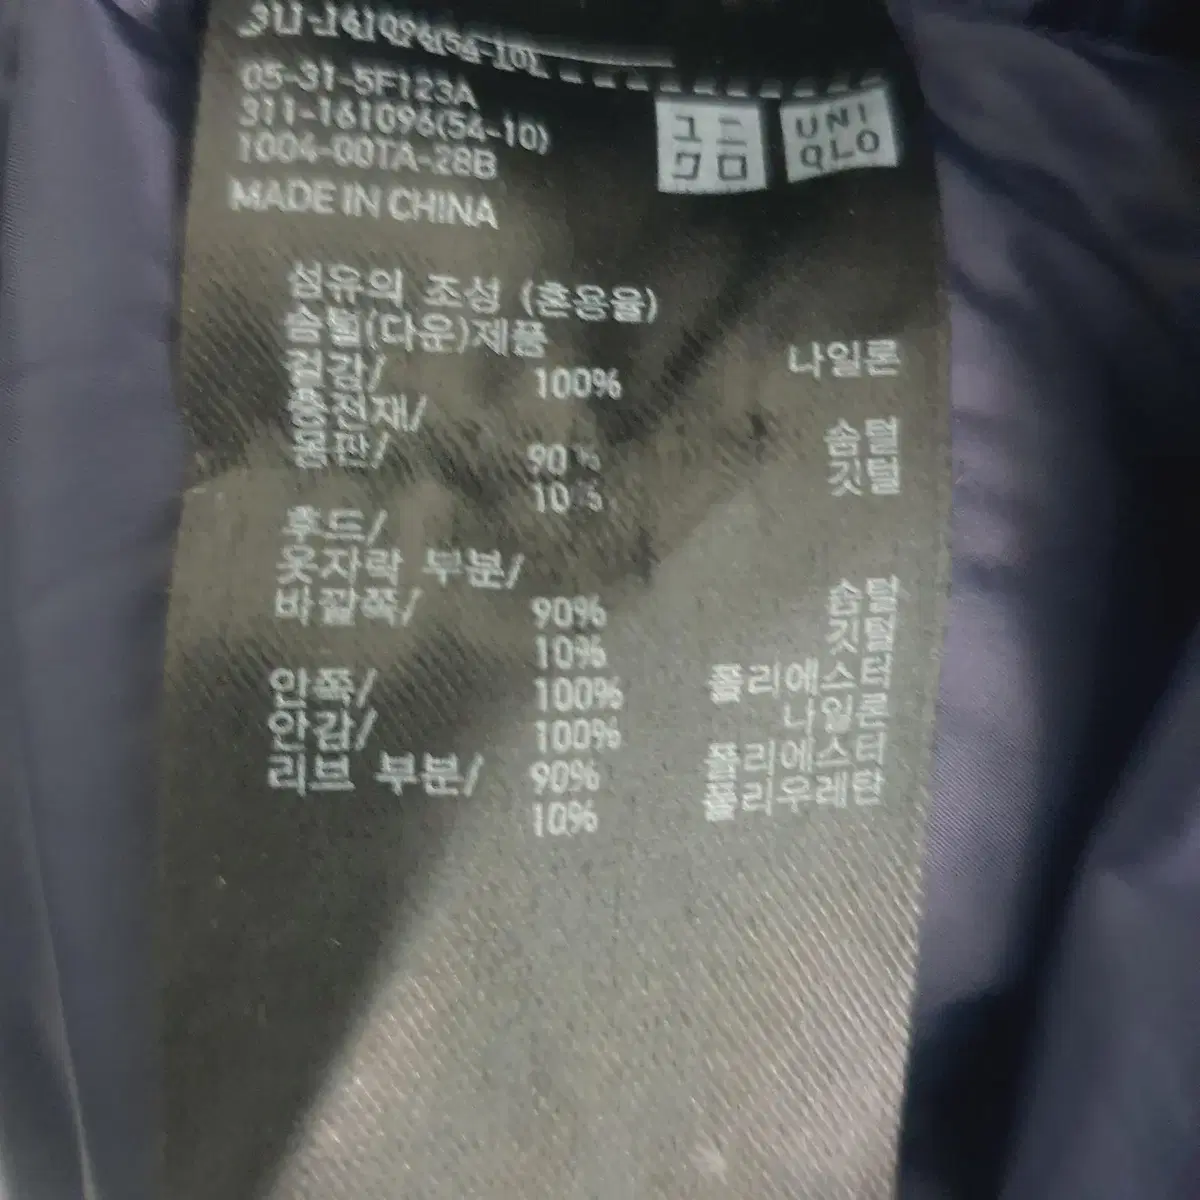 311-161096(54-10)
05-31-5F123A
311-161096(54-10)
1004-00TA-28B
MADE IN CHINA
ユニ
クロ
UNI
QLO
섬유의 조성 (혼용율)
솜털(다운)제품
겉감/ 100% 나일론
충전재/
몸판/ 90% 솜털
10% 깃털
후드/
옷자락 부분/
바깥쪽/ 90% 솜털
10% 깃털
안쪽/ 100% 폴리에스터
안감/ 100% 나일론
리브 부분/ 90% 폴리에스터
10% 폴리우레탄